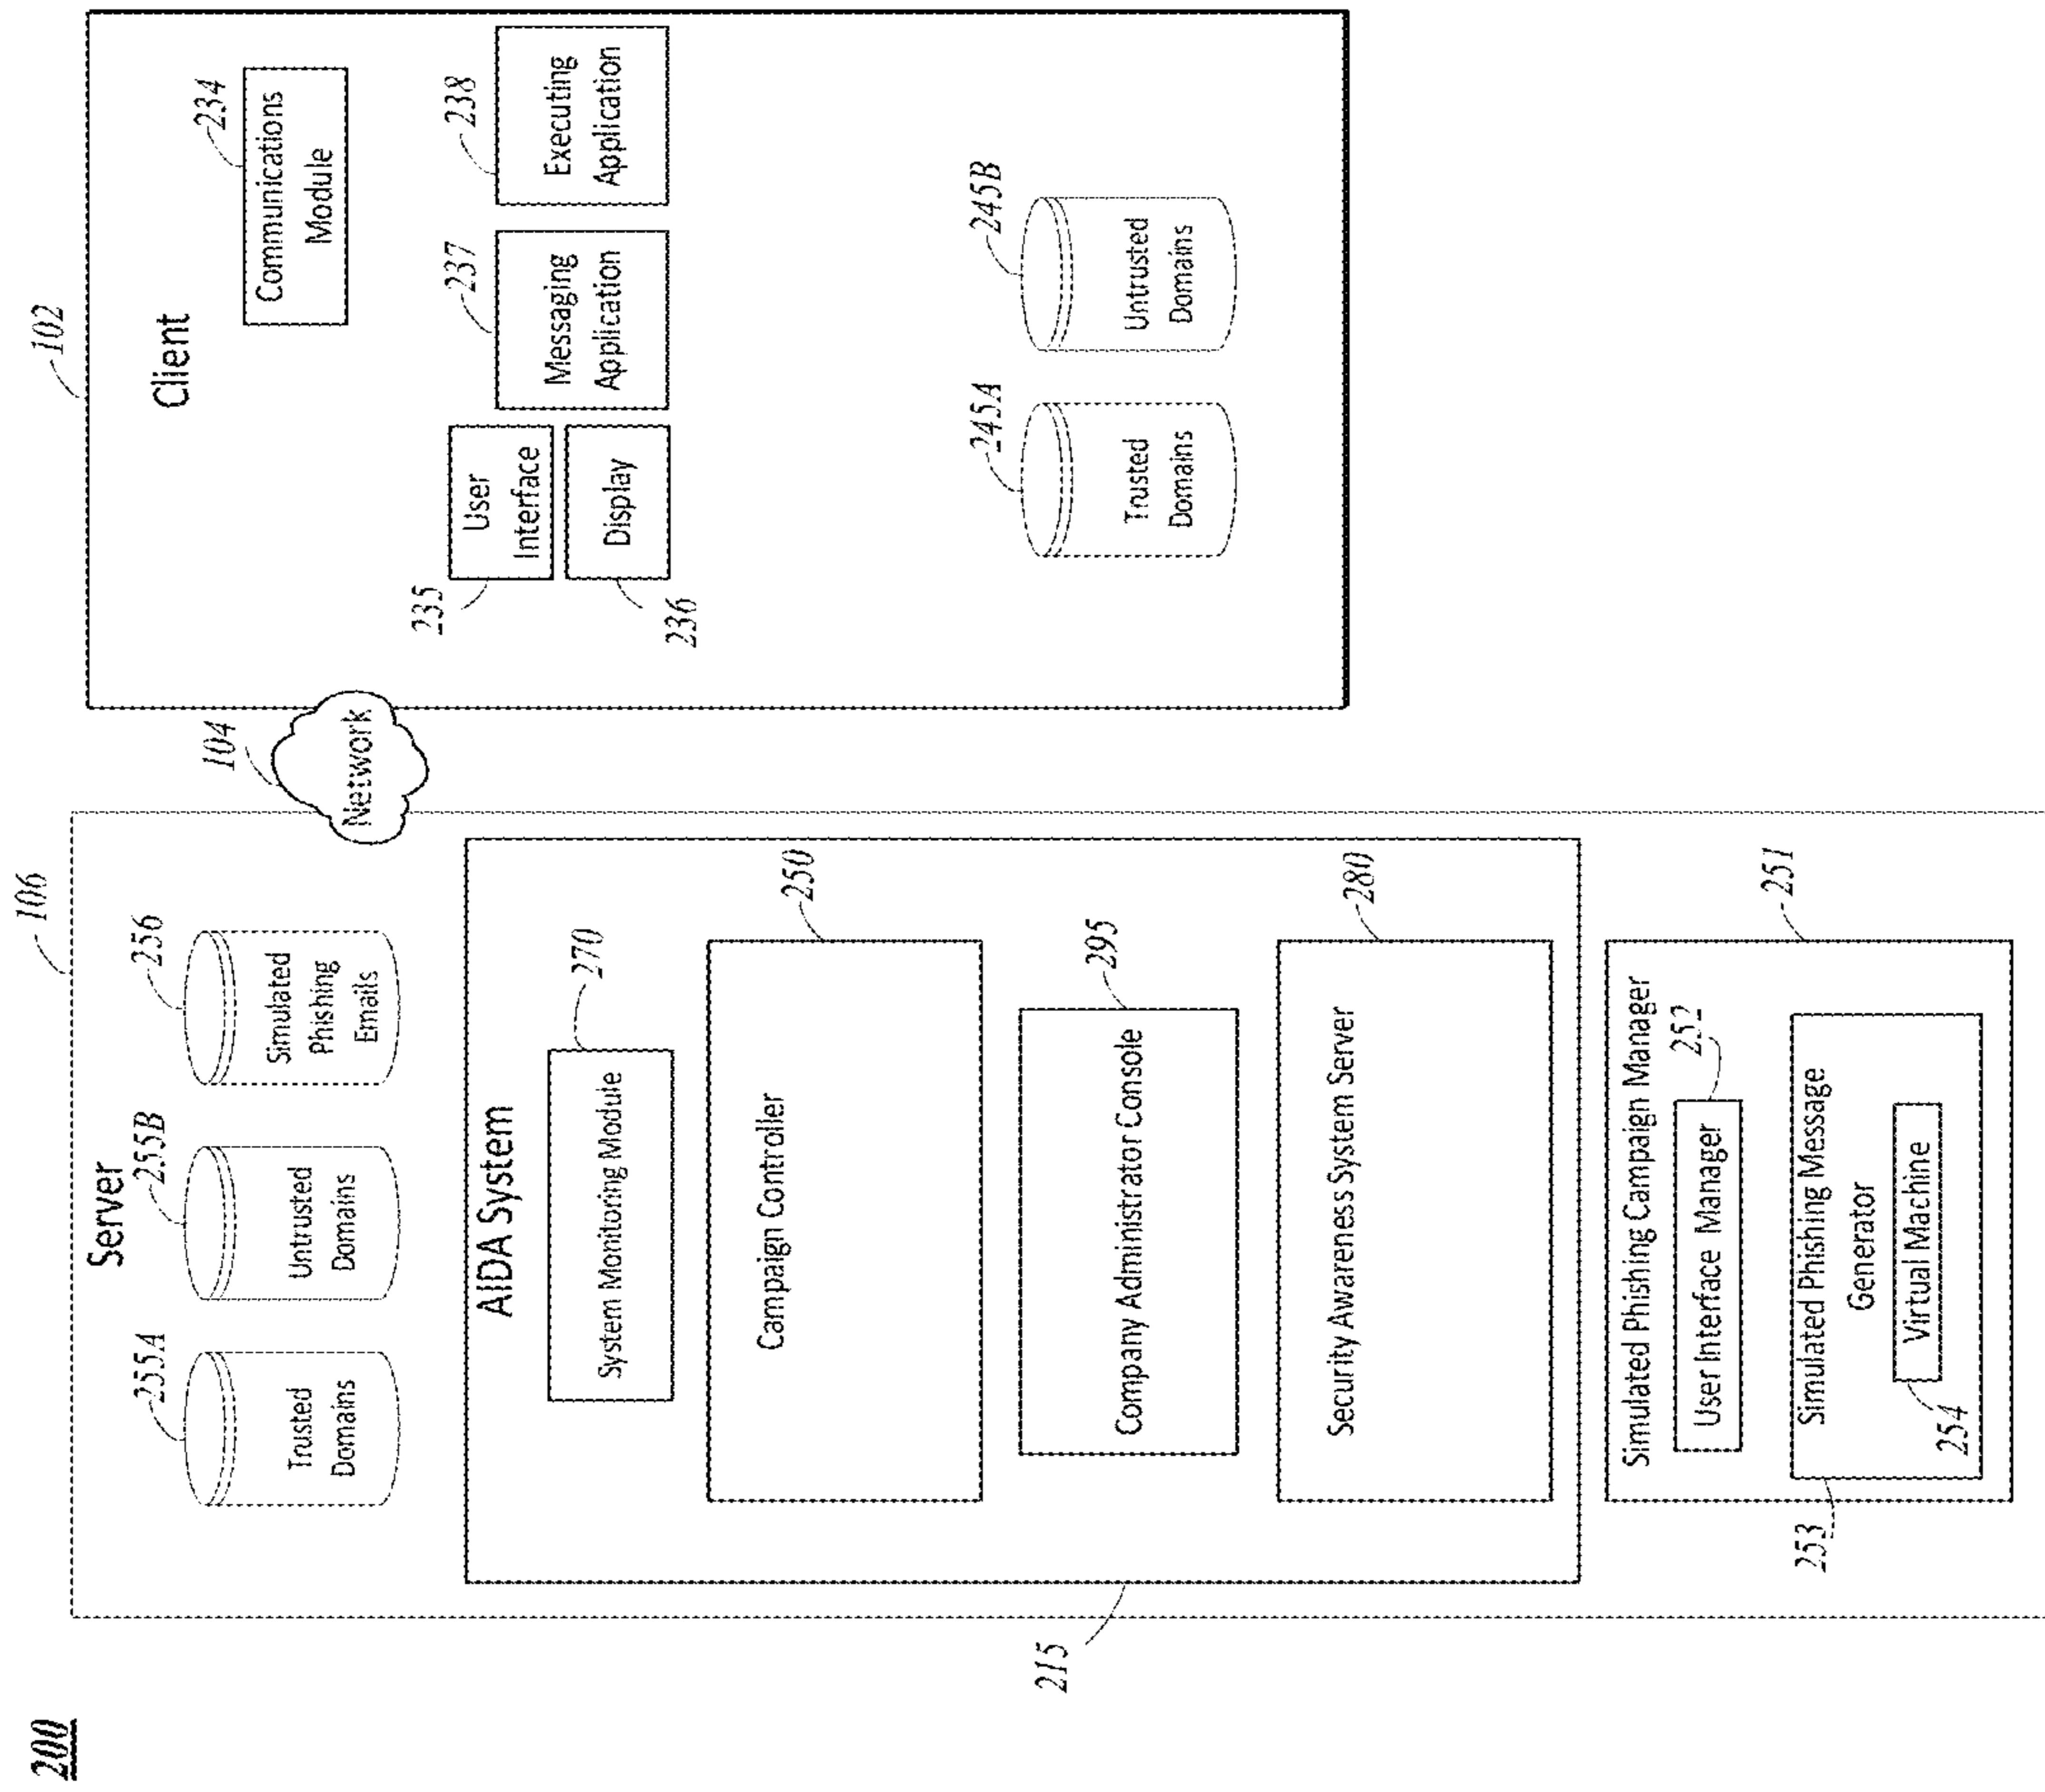 200
106
Server
255A
Trusted
Domains
255B
Untrusted
Domains
256
Simulated
Phishing
Emails
104
Network
215
AIDA System
270
System Monitoring Module
250
Campaign Controller
295
Company Administrator Console
280
Security Awareness System Server
251
Simulated Phishing Campaign Manager
252
User Interface Manager
253
Simulated Phishing Message
Generator
254
Virtual Machine
102
Client
234
Communications
Module
235
User
Interface
236
Display
237
Messaging
Application
238
Executing
Application
245A
Trusted
Domains
245B
Untrusted
Domains